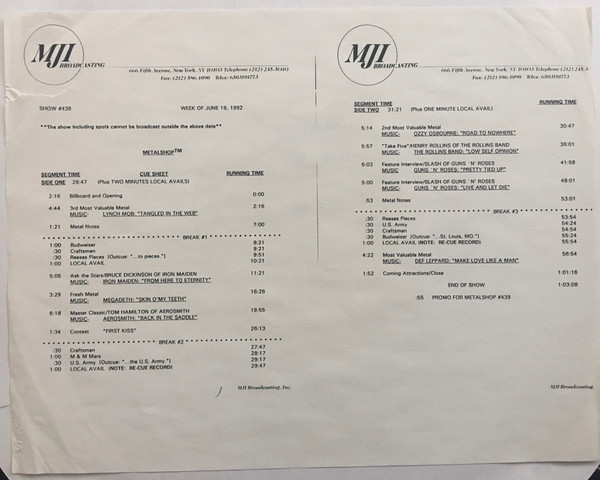 MJI BROADCASTING
666 Fifth Avenue, New York, NY 10103 Telephone (212) 245-5010
Fax: (212) 586-1090 Telex: 6503101773
SHOW #438 WEEK OF JUNE 19, 1992
**The show including spots cannot be broadcast outside the above date**
METALSHOP™
SEGMENT TIME CUE SHEET RUNNING TIME
SIDE ONE 28:47 (Plus TWO MINUTES LOCAL AVAILS)
2:16 Billboard and Opening 0:00
4:44 3rd Most Valuable Metal 2:16
MUSIC: LYNCH MOB: "TANGLED IN THE WEB"
1:21 Metal Notes 7:00
BREAK #1
1:00 Budweiser 8:21
:30 Craftsman 9:21
:30 Reeses Pieces [Outcue: "...to pieces."] 9:51
1:00 LOCAL AVAIL 10:21
5:05 Ask the Stars/BRUCE DICKINSON OF IRON MAIDEN 11:21
MUSIC: IRON MAIDEN: "FROM HERE TO ETERNITY"
3:29 Fresh Metal 16:26
MUSIC: MEGADETH: "SKIN O'MY TEETH"
6:18 Master Classic/TOM HAMILTON OF AEROSMITH 19:55
MUSIC: AEROSMITH: "BACK IN THE SADDLE"
1:34 Contest "FIRST KISS" 26:13
BREAK #2
:30 Craftsman 27:47
1:00 M & M Mars 28:17
:30 U.S. Army [Outcue: "...the U.S. Army."] 29:17
1:00 LOCAL AVAIL (NOTE: RE-CUE RECORD) 29:47
MJI Broadcasting, Inc.
MJI BROADCASTING
666 Fifth Avenue, New York, NY 10103 Telephone (212) 245-5
Fax: (212) 586-1090 Telex: 6503101773
SEGMENT TIME RUNNING TIME
SIDE TWO 31:21 (Plus ONE MINUTE LOCAL AVAIL)
5:14 2nd Most Valuable Metal 30:47
MUSIC: OZZY OSBOURNE: "ROAD TO NOWHERE"
5:57 "Take Five"/HENRY ROLLINS OF THE ROLLINS BAND 36:01
MUSIC: THE ROLLINS BAND: "LOW SELF OPINION"
6:03 Feature Interview/SLASH OF GUNS `N' ROSES 41:58
MUSIC: GUNS `N' ROSES: "PRETTY TIED UP"
5:00 Feature Interview/SLASH OF GUNS `N' ROSES 48:01
MUSIC: GUNS `N' ROSES: "LIVE AND LET DIE"
:53 Metal Notes 53:01
BREAK #3
:30 Reeses Pieces 53:54
:30 U.S. Army 54:24
:30 Craftsman 54:54
:30 Budweiser [Outcue: "...St. Louis, MO."] 55:24
1:00 LOCAL AVAIL (NOTE: RE-CUE RECORD) 55:54
4:22 Most Valuable Metal 56:54
MUSIC: DEF LEPPARD: "MAKE LOVE LIKE A MAN"
1:52 Coming Attractions/Close 1:01:16
END OF SHOW 1:03:08
:55 PROMO FOR METALSHOP #439
MJI Broadcasting